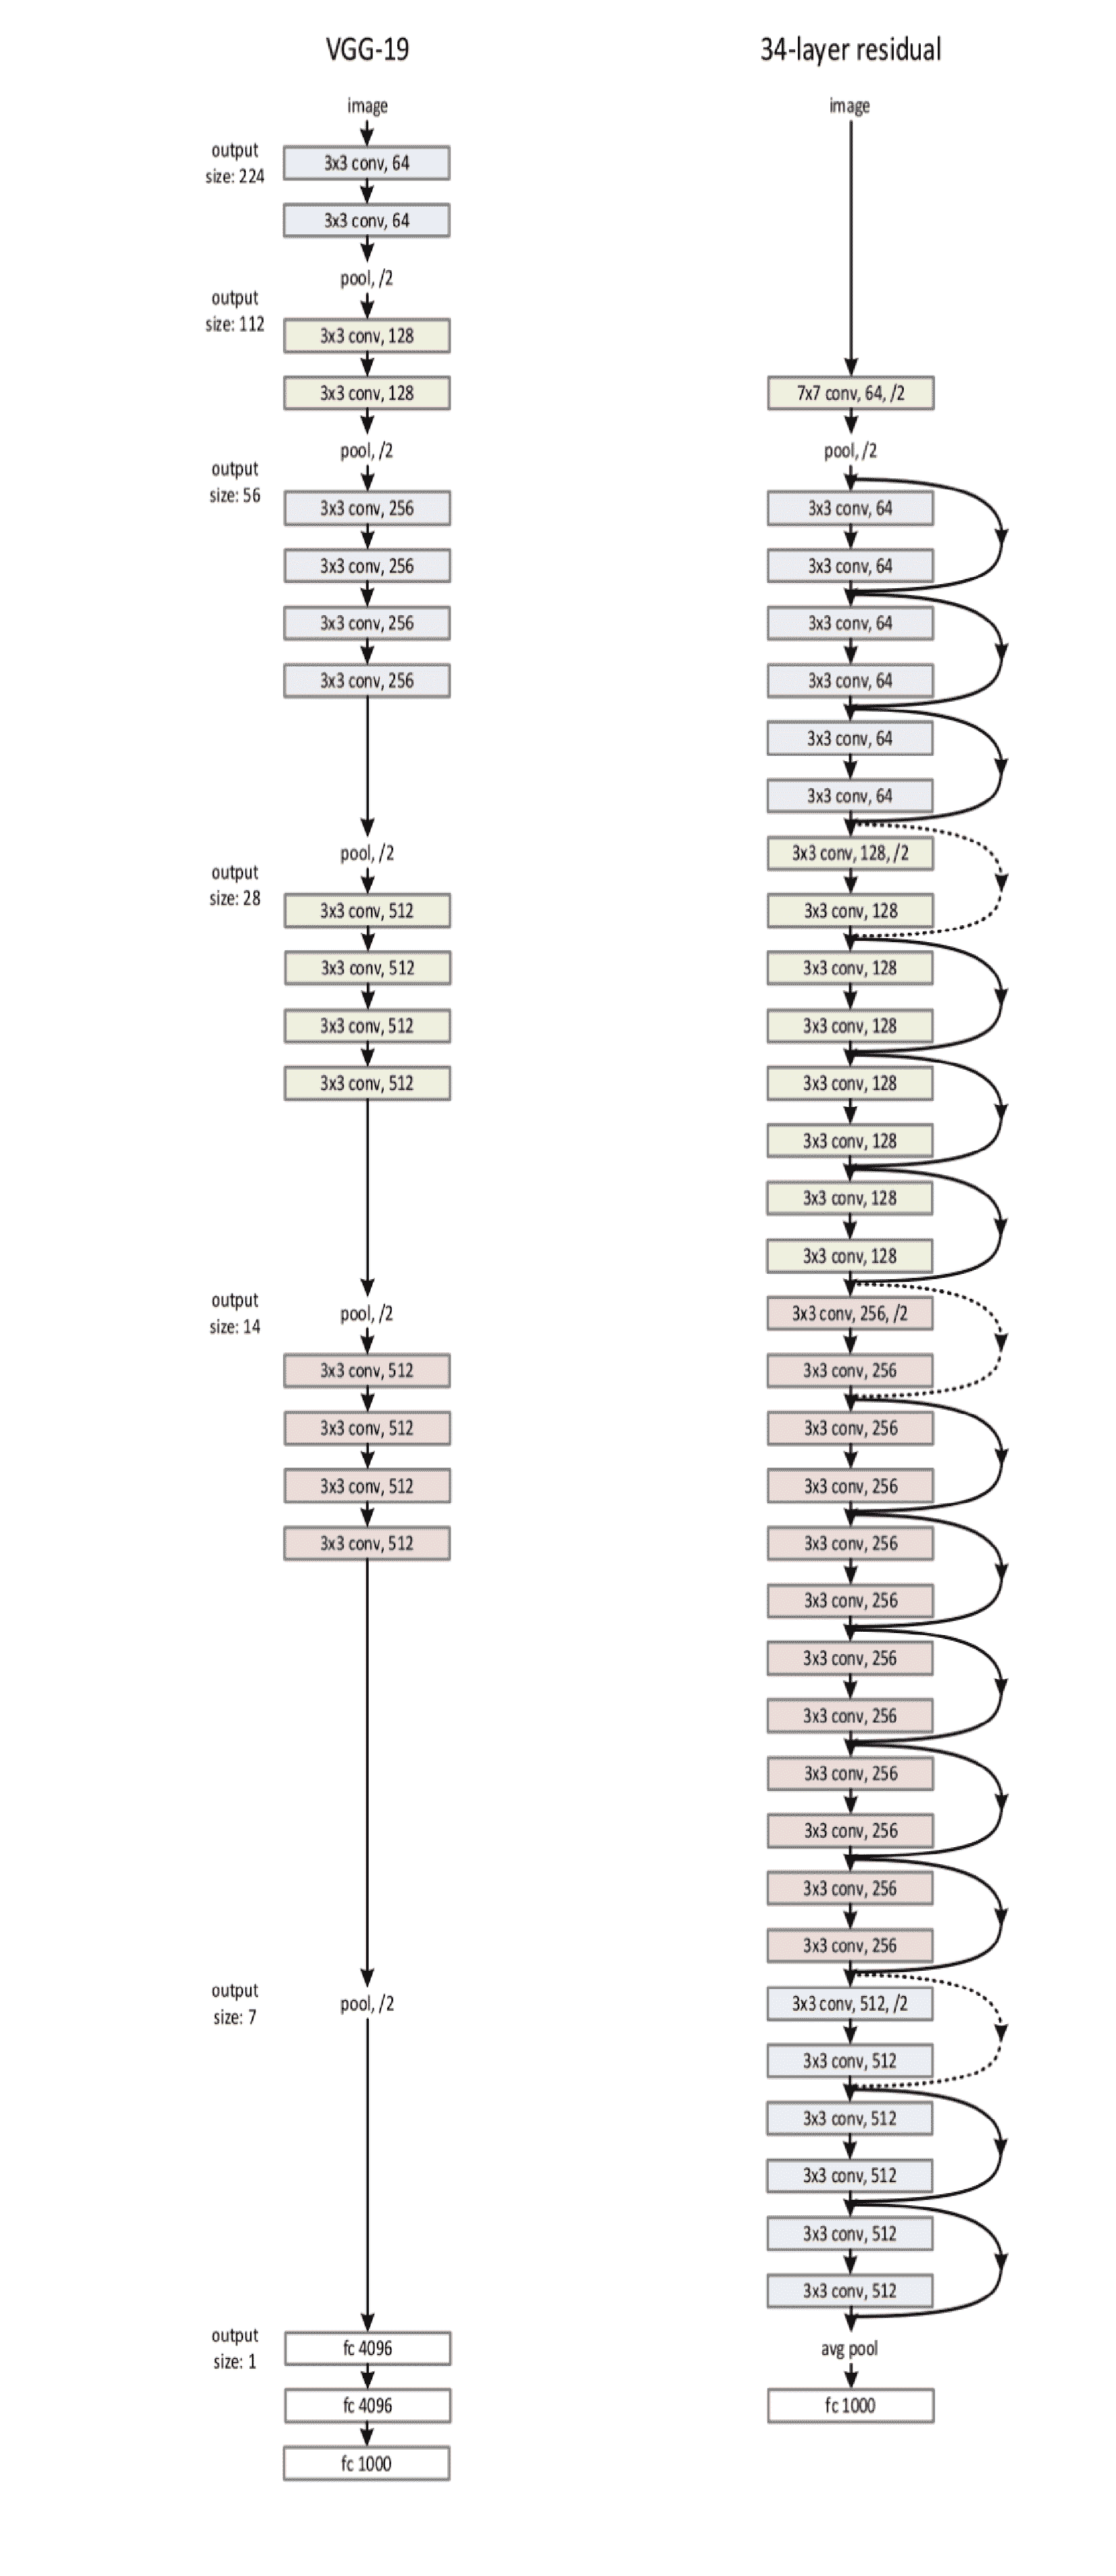 VGG-19
image
output
size: 224
3x3 conv, 64
3x3 conv, 64
pool, /2
output
size: 112
3x3 conv, 128
3x3 conv, 128
pool, /2
output
size: 56
3x3 conv, 256
3x3 conv, 256
3x3 conv, 256
3x3 conv, 256
pool, /2
output
size: 28
3x3 conv, 512
3x3 conv, 512
3x3 conv, 512
3x3 conv, 512
output
size: 14
pool, /2
3x3 conv, 512
3x3 conv, 512
3x3 conv, 512
3x3 conv, 512
output
size: 7
pool, /2
output
size: 1
fc 4096
fc 4096
fc 1000
34-layer residual
image
7x7 conv, 64, /2
pool, /2
3x3 conv, 64
3x3 conv, 64
3x3 conv, 64
3x3 conv, 64
3x3 conv, 64
3x3 conv, 64
3x3 conv, 128, /2
3x3 conv, 128
3x3 conv, 128
3x3 conv, 128
3x3 conv, 128
3x3 conv, 128
3x3 conv, 128
3x3 conv, 128
3x3 conv, 256, /2
3x3 conv, 256
3x3 conv, 256
3x3 conv, 256
3x3 conv, 256
3x3 conv, 256
3x3 conv, 256
3x3 conv, 256
3x3 conv, 256
3x3 conv, 256
3x3 conv, 256
3x3 conv, 256
3x3 conv, 512, /2
3x3 conv, 512
3x3 conv, 512
3x3 conv, 512
3x3 conv, 512
3x3 conv, 512
avg pool
fc 1000